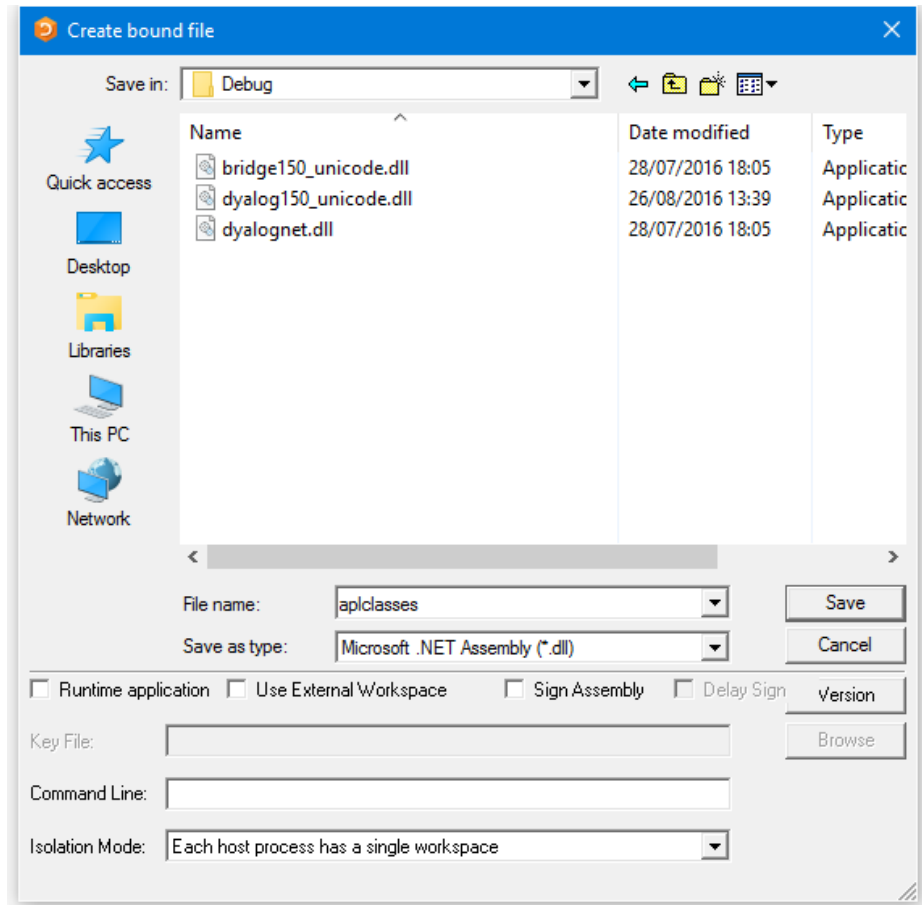 Create bound file
Save in: Debug
Name Date modified Type
bridge150_unicode.dll 28/07/2016 18:05 Applicatic
dyalog150_unicode.dll 26/08/2016 13:39 Applicatic
dyalognet.dll 28/07/2016 18:05 Applicatic
Quick access
Desktop
Libraries
This PC
Network
File name: aplclasses Save
Save as type: Microsoft .NET Assembly (*.dll) Cancel
Runtime application Use External Workspace Sign Assembly Delay Sign Version
Key File: Browse
Command Line:
Isolation Mode: Each host process has a single workspace